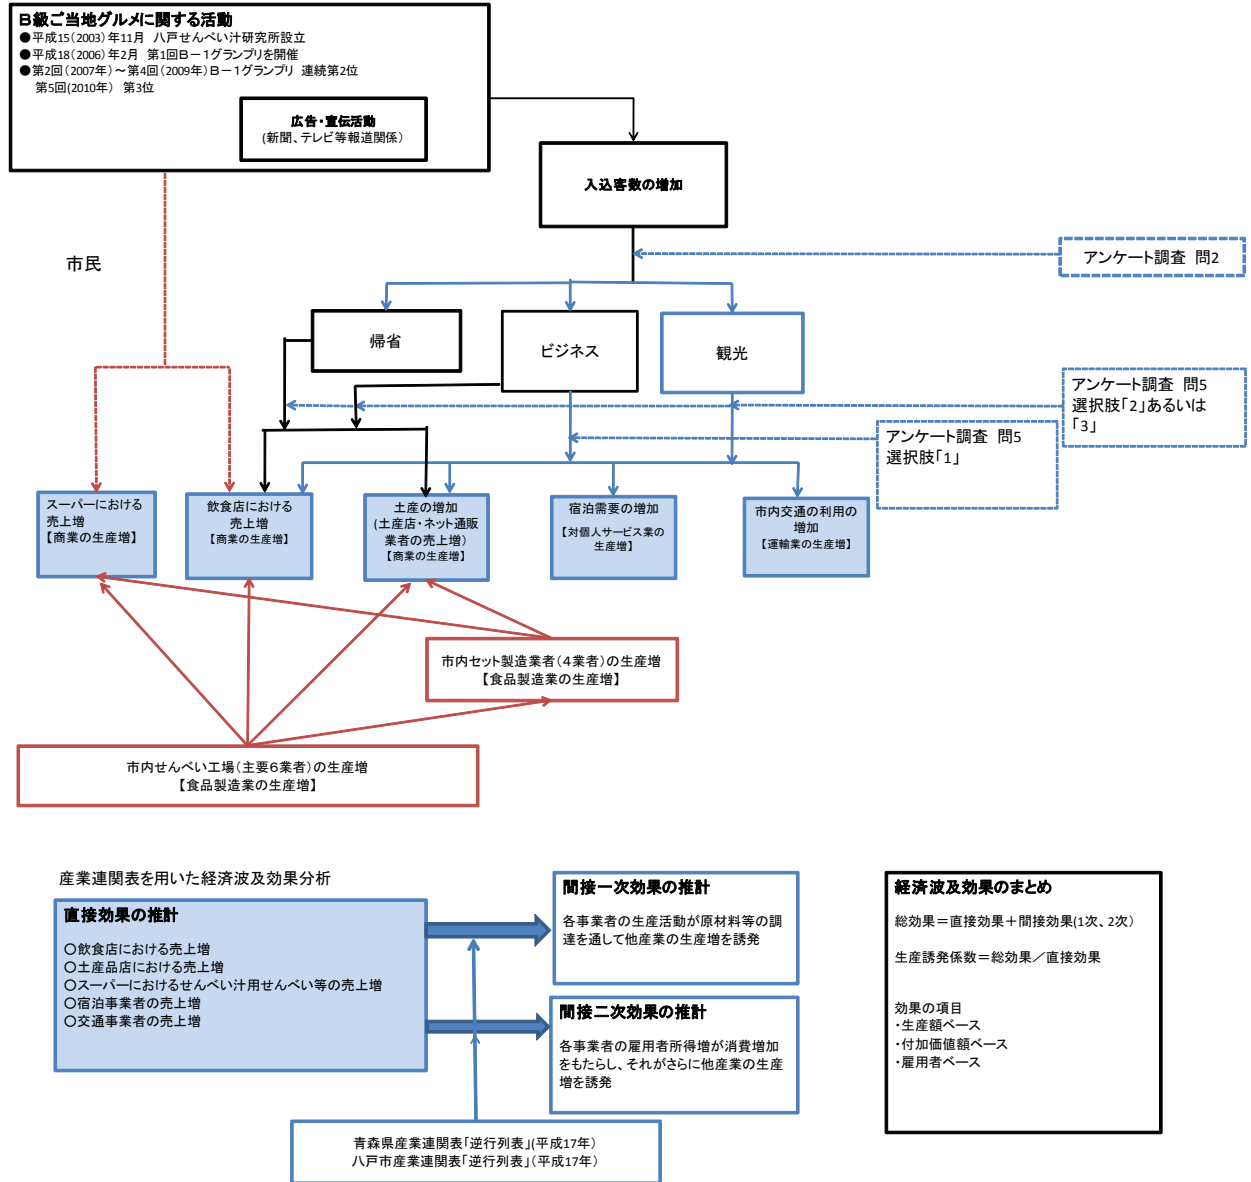 B級ご当地グルメに関する活動
●平成15(2003)年11月 八戸せんべい汁研究所設立
●平成18(2006)年2月 第1回B-1グランプリを開催
●第2回(2007年)~第4回(2009年)B-1グランプリ 連続第2位
第5回(2010年) 第3位
広告・宣伝活動
(新聞、テレビ等報道関係)
入込客数の増加
市民
アンケート調査 問2
帰省
ビジネス
観光
アンケート調査 問5
選択肢「2」あるいは
「3」
アンケート調査 問5
選択肢「1」
スーパーにおける
売上増
【商業の生産増】
飲食店における
売上増
【商業の生産増】
土産の増加
(土産店・ネット通販
業者の売上増)
【商業の生産増】
宿泊需要の増加
【対個人サービス業の
生産増】
市内交通の利用の
増加
【運輸業の生産増】
市内セット製造業者(4業者)の生産増
【食品製造業の生産増】
市内せんべい工場(主要6業者)の生産増
【食品製造業の生産増】
産業連関表を用いた経済波及効果分析
直接効果の推計
○飲食店における売上増
○土産品店における売上増
○スーパーにおけるせんべい汁用せんべい等の売上増
○宿泊事業者の売上増
○交通事業者の売上増
間接一次効果の推計
各事業者の生産活動が原材料等の調
達を通して他産業の生産増を誘発
間接二次効果の推計
各事業者の雇用者所得増が消費増加
をもたらし、それがさらに他産業の生産
増を誘発
青森県産業連関表「逆行列表」(平成17年)
八戸市産業連関表「逆行列表」(平成17年)
経済波及効果のまとめ
総効果=直接効果+間接効果(1次、2次)
生産誘発係数=総効果/直接効果
効果の項目
・生産額ベース
・付加価値額ベース
・雇用者ベース